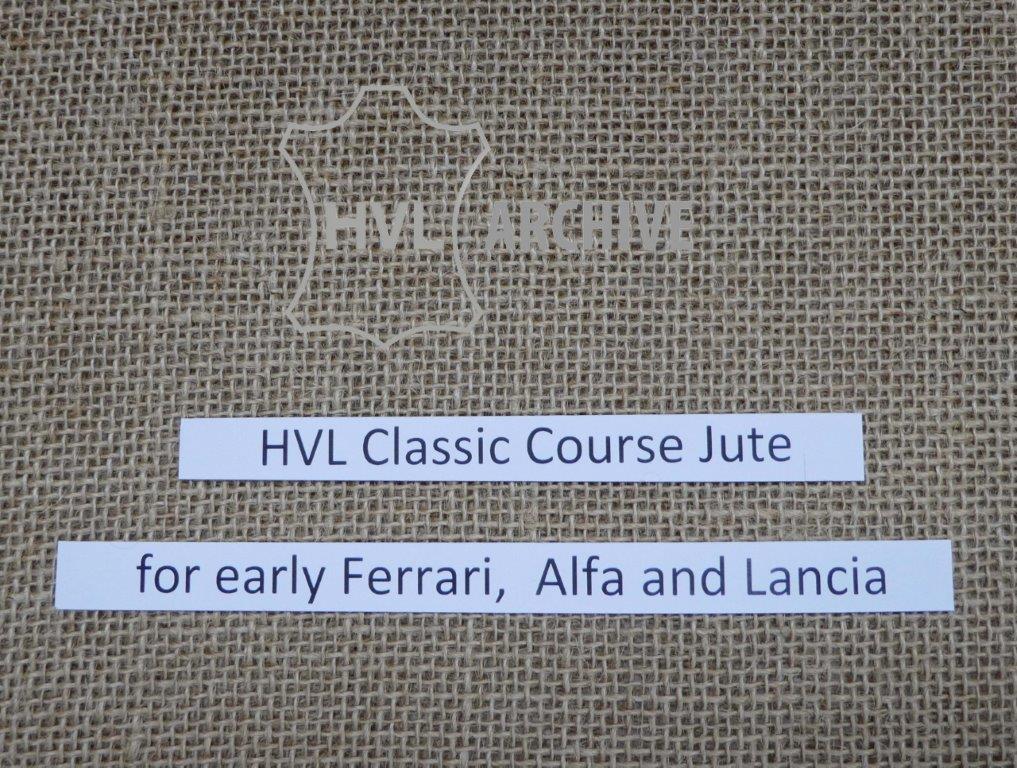 HVL ARCHIVE
HVL Classic Course Jute
for early Ferrari, Alfa and Lancia